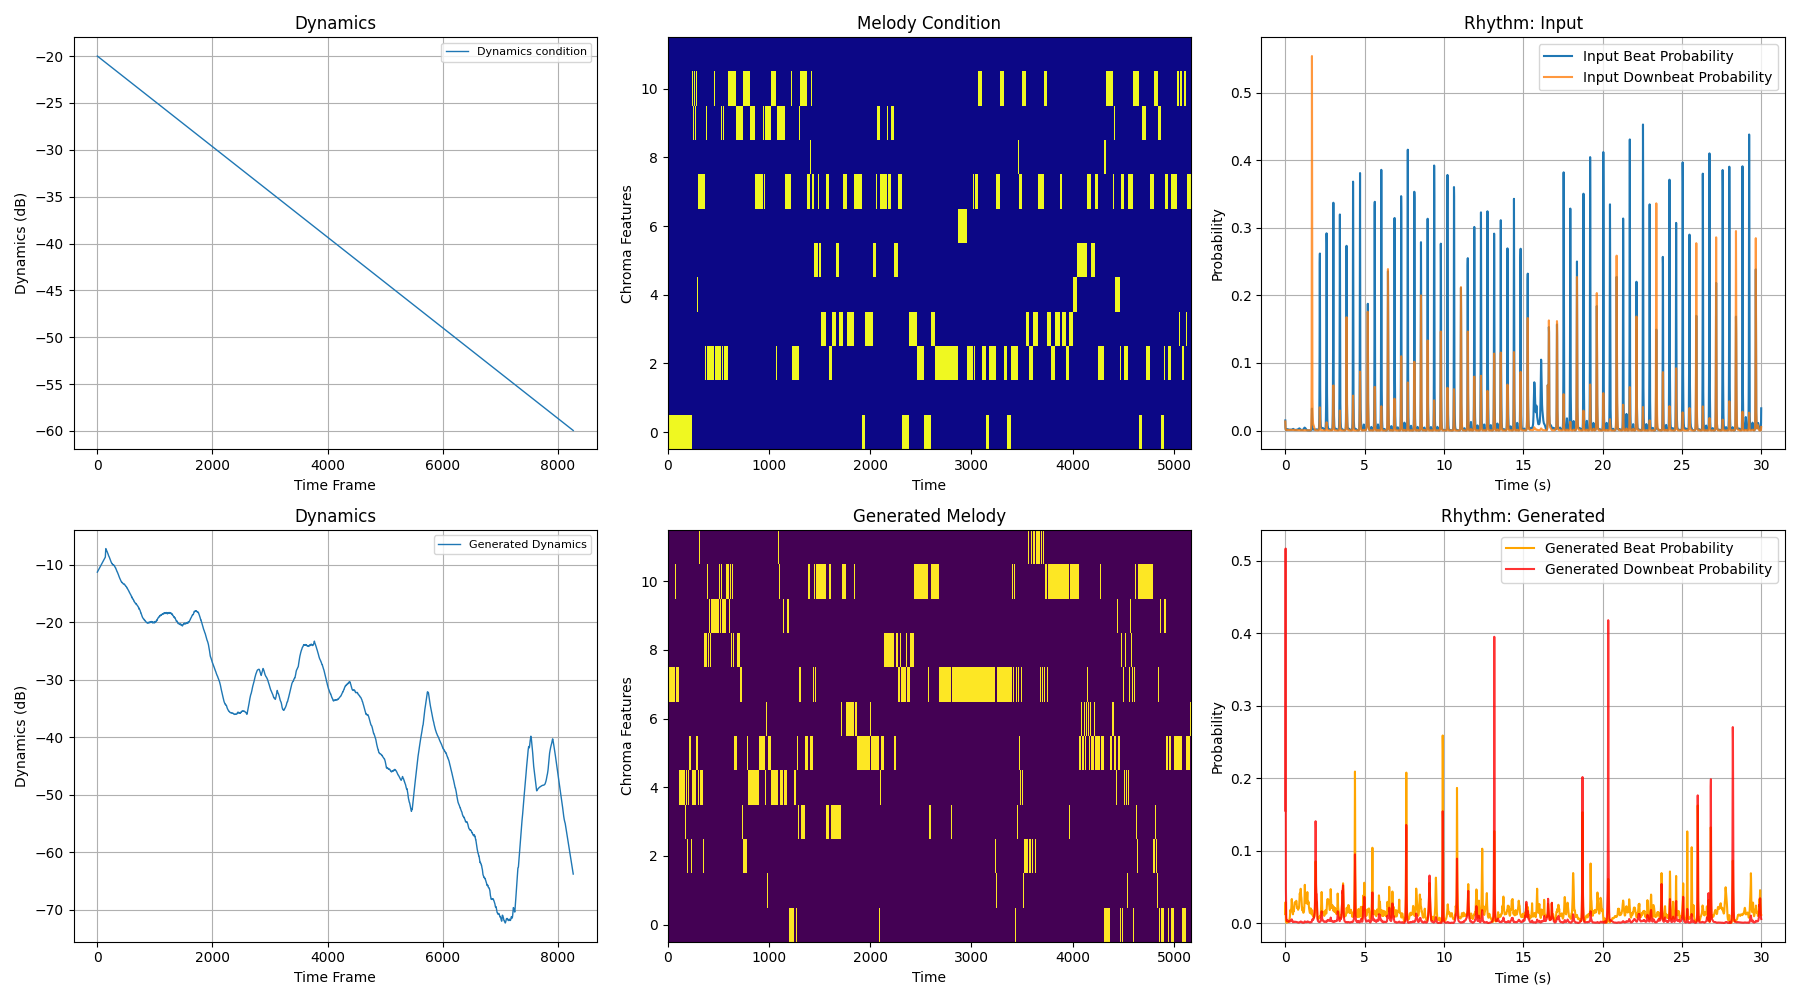 Dynamics
Dynamics condition
−20
−25
−30
−35
−40
−45
−50
−55
−60
Dynamics (dB)
0 2000 4000 6000 8000
Time Frame
Melody Condition
10
8
6
4
2
0
Chroma Features
0 1000 2000 3000 4000 5000
Time
Rhythm: Input
Input Beat Probability
Input Downbeat Probability
0.5
0.4
0.3
0.2
0.1
0.0
Probability
0 5 10 15 20 25 30
Time (s)
Dynamics
Generated Dynamics
−10
−20
−30
−40
−50
−60
−70
Dynamics (dB)
0 2000 4000 6000 8000
Time Frame
Generated Melody
10
8
6
4
2
0
Chroma Features
0 1000 2000 3000 4000 5000
Time
Rhythm: Generated
Generated Beat Probability
Generated Downbeat Probability
0.5
0.4
0.3
0.2
0.1
0.0
Probability
0 5 10 15 20 25 30
Time (s)